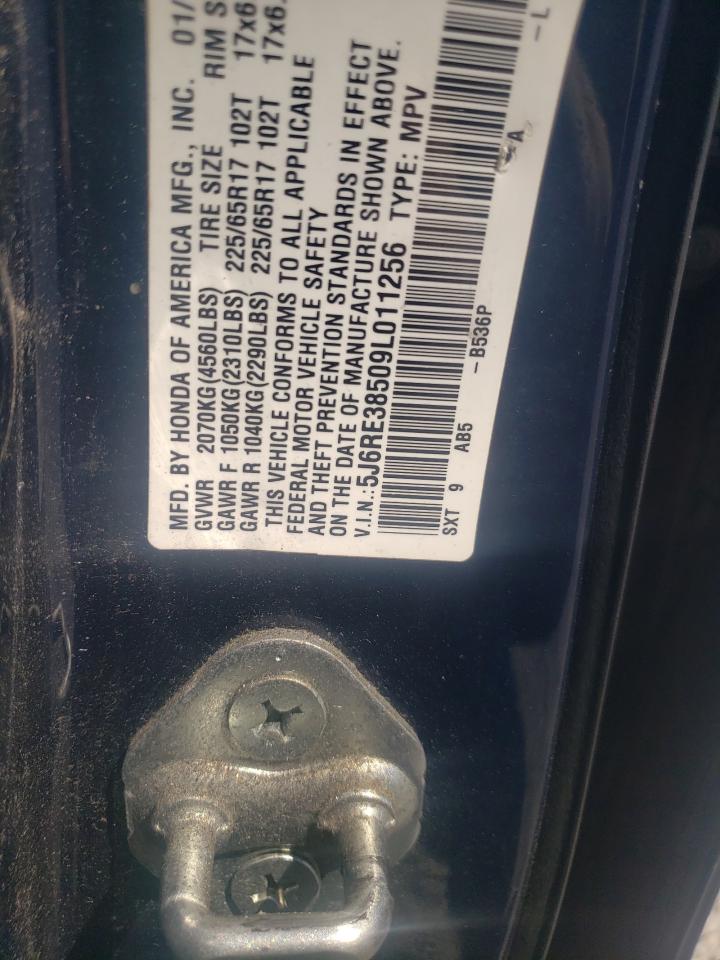 MFD. BY HONDA OF AMERICA MFG., INC. 01/
GVWR 2070KG(4560LBS) TIRE SIZE RIM S
GAWR F 1050KG(2310LBS) 225/65R17 102T 17x6
GAWR R 1040KG(2290LBS) 225/65R17 102T 17x6.
THIS VEHICLE CONFORMS TO ALL APPLICABLE
FEDERAL MOTOR VEHICLE SAFETY
AND THEFT PREVENTION STANDARDS IN EFFECT
ON THE DATE OF MANUFACTURE SHOWN ABOVE.
V.I.N.:5J6RE38509L011256 TYPE: MPV
SXT 9 AB5 -B536P A -L